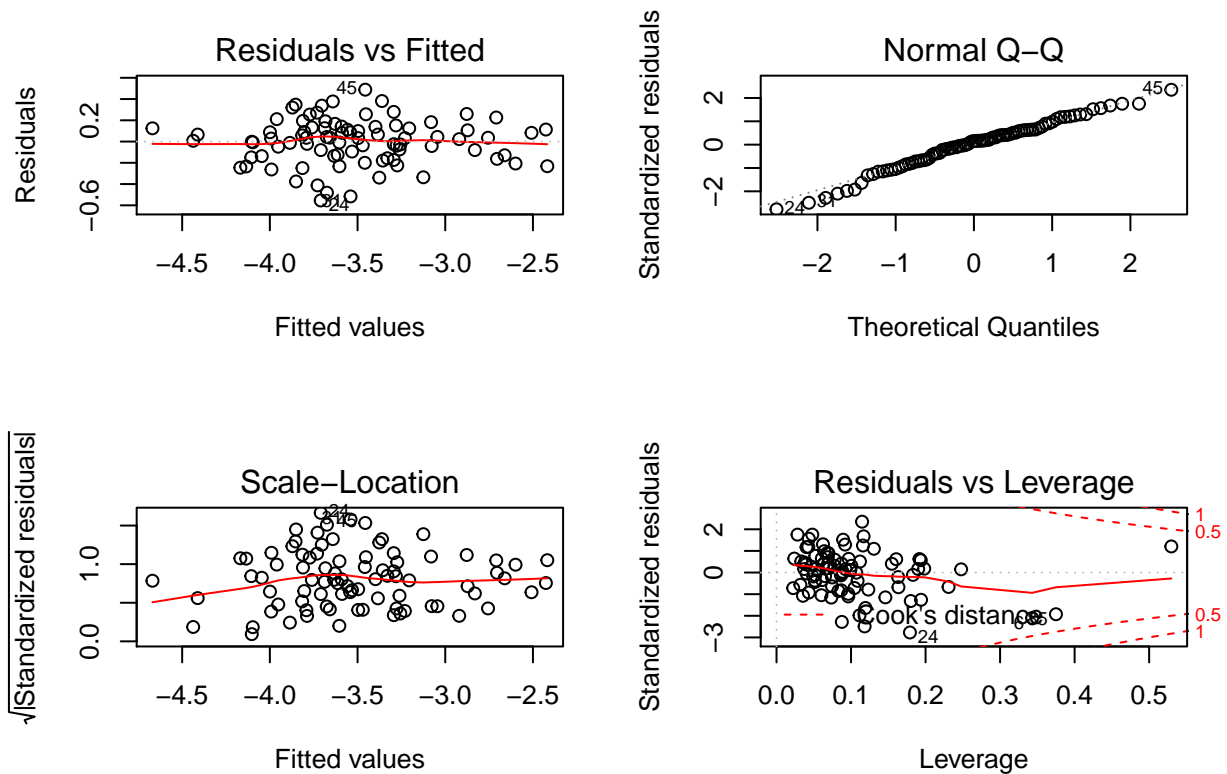 Residuals vs Fitted
Residuals
0.2
−0.6
45
24
−4.5 −4.0 −3.5 −3.0 −2.5
Fitted values
Normal Q−Q
Standardized residuals
2
0
−2
45
24
−2 −1 0 1 2
Theoretical Quantiles
Scale−Location
√|Standardized residuals|
1.0
0.0
24
−4.5 −4.0 −3.5 −3.0 −2.5
Fitted values
Residuals vs Leverage
Standardized residuals
2
0
−3
1
0.5
0.5
1
Cook's distance
24
0.0 0.1 0.2 0.3 0.4 0.5
Leverage